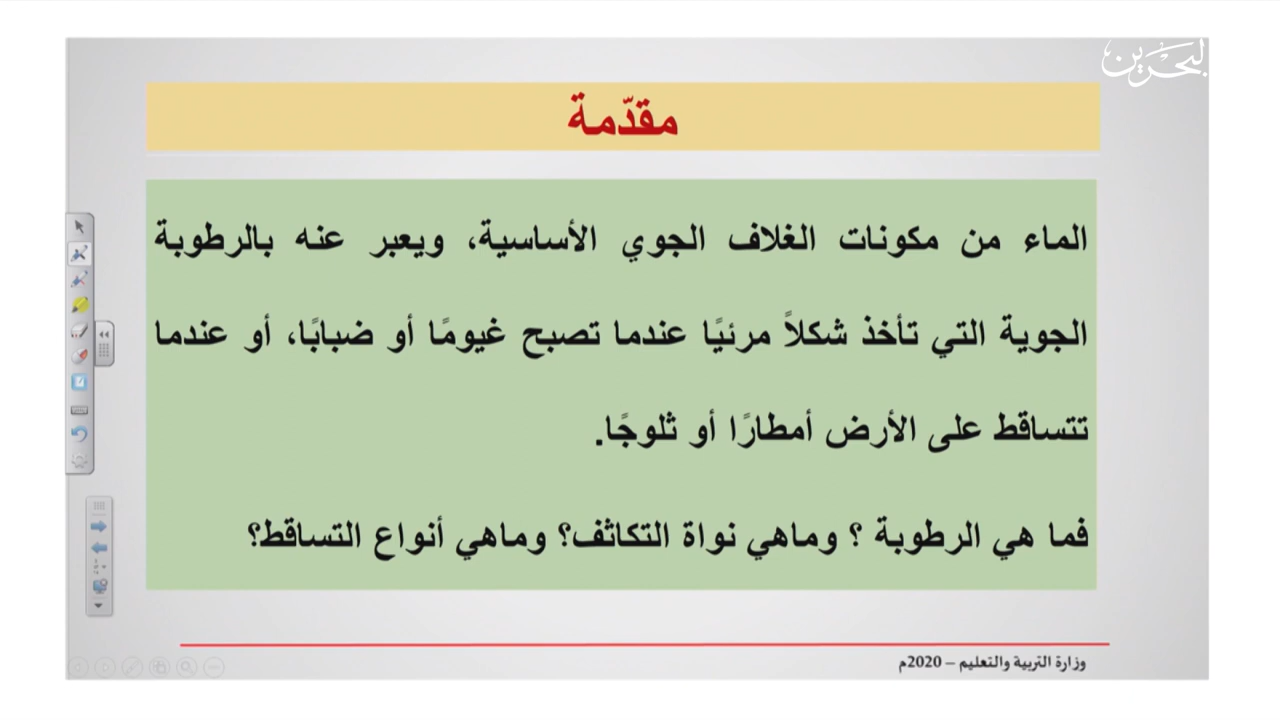 البحرين
مقدّمة
الماء من مكونات الغلاف الجوي الأساسية، ويعبر عنه بالرطوبة
الجوية التي تأخذ شكلاً مرئيًا عندما تصبح غيومًا أو ضبابًا، أو عندما
تتساقط على الأرض أمطارًا أو ثلوجًا.
فما هي الرطوبة ؟ وماهي نواة التكاثف؟ وماهي أنواع التساقط؟
وزارة التربية والتعليم – 2020م